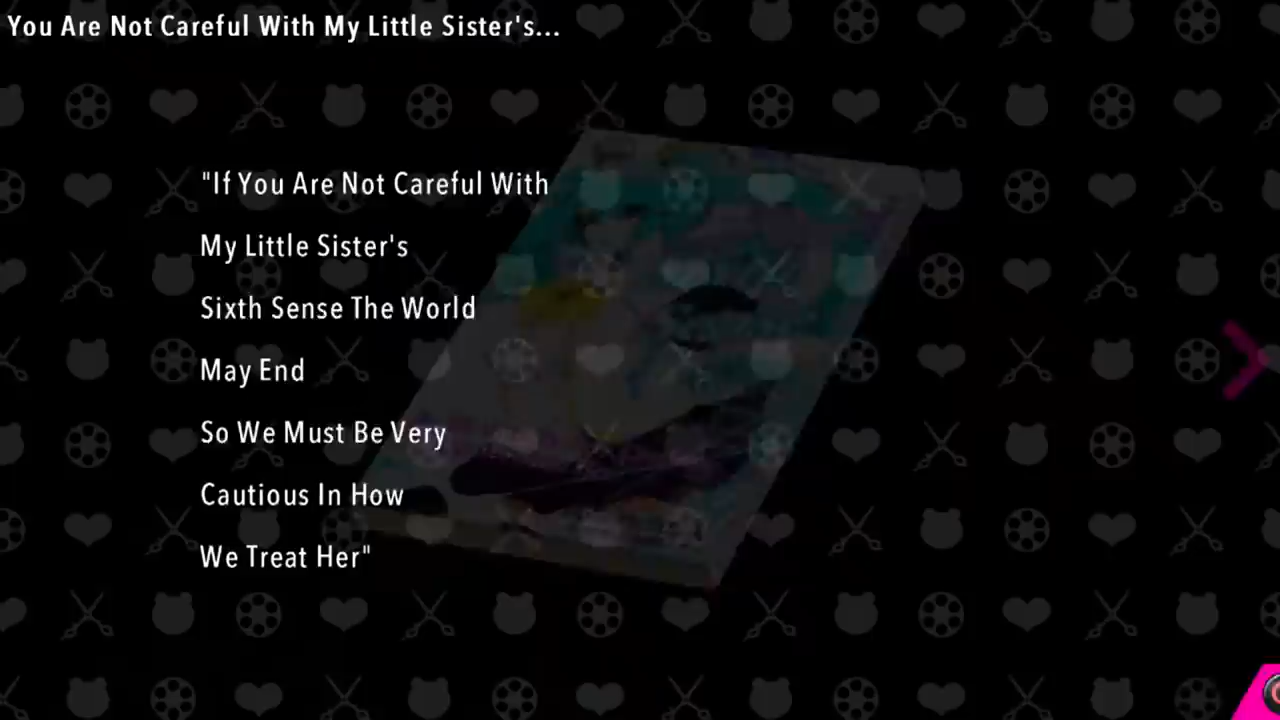 You Are Not Careful With My Little Sister's...
"If You Are Not Careful With
My Little Sister's
Sixth Sense The World
May End
So We Must Be Very
Cautious In How
We Treat Her"